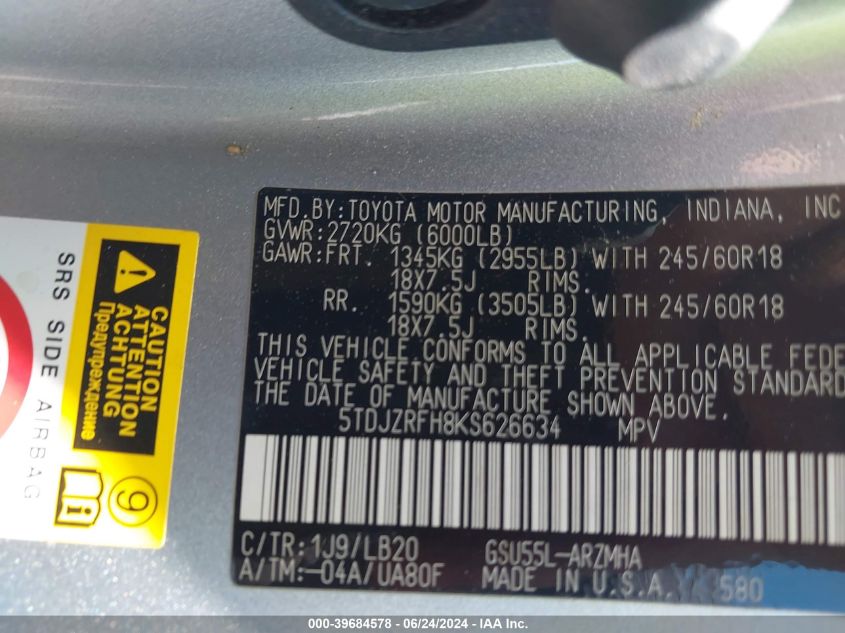 MFD.BY:TOYOTA MOTOR MANUFACTURING, INDIANA, INC
GVWR:2720KG (6000LB)
GAWR:FRT. 1345KG (2955LB) WITH 245/60R18
18X7.5J RIMS.
RR. 1590KG (3505LB) WITH 245/60R18
18X7.5J RIMS.
THIS VEHICLE CONFORMS TO ALL APPLICABLE FEDE
VEHICLE SAFETY AND THEFT PREVENTION STANDARD
THE DATE OF MANUFACTURE SHOWN ABOVE.
5TDJZRFH8KS626634 MPV
C/TR:1J9/LB20 GSU55L-ARZMHA
A/TM:-04A/UA80F MADE IN U.S.A.
580
SRS SIDE AIRBAG
CAUTION
ATTENTION
ACHTUNG
Предупреждение
9
000-39684578 - 06/24/2024 - IAA Inc.